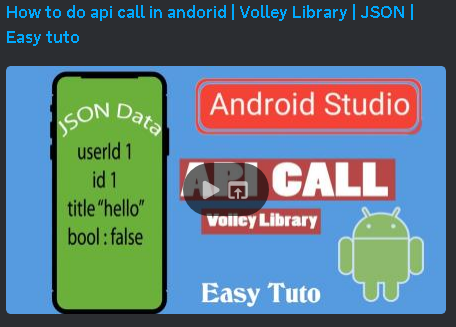 How to do api call in andorid | Volley Library | JSON |
Easy tuto
JSON Data
userId 1
id 1
title "hello"
bool : false
Android Studio
API CALL
Volley Library
Easy Tuto